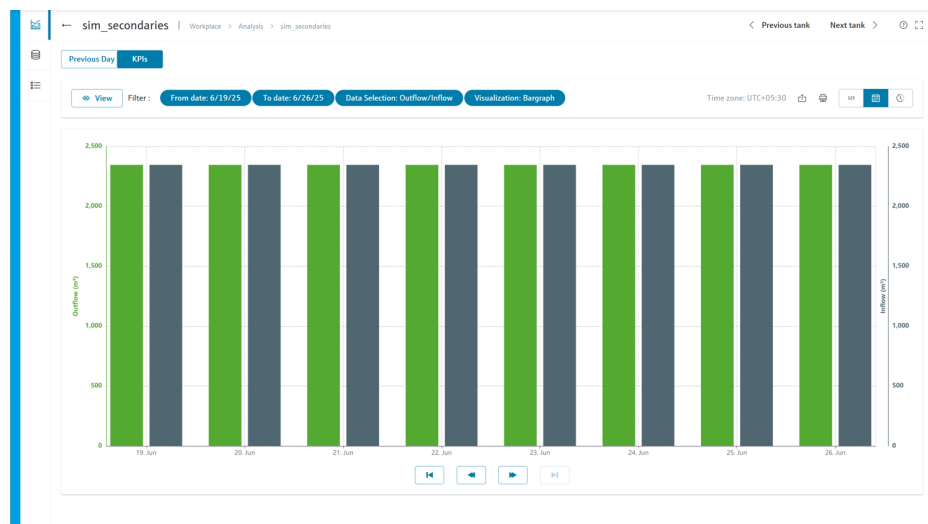 ← sim_secondaries | Workplace > Analysis > sim_secondaries < Previous tank Next tank >
Previous Day KPIs
View Filter : From date: 6/19/25 To date: 6/26/25 Data Selection: Outflow/Inflow Visualization: Bargraph Time zone: UTC+05:30
2,500 2,500
2,000 2,000
1,500 1,500
Outflow (m³) Inflow (m³)
1,000 1,000
500 500
0 0
19. Jun 20. Jun 21. Jun 22. Jun 23. Jun 24. Jun 25. Jun 26. Jun